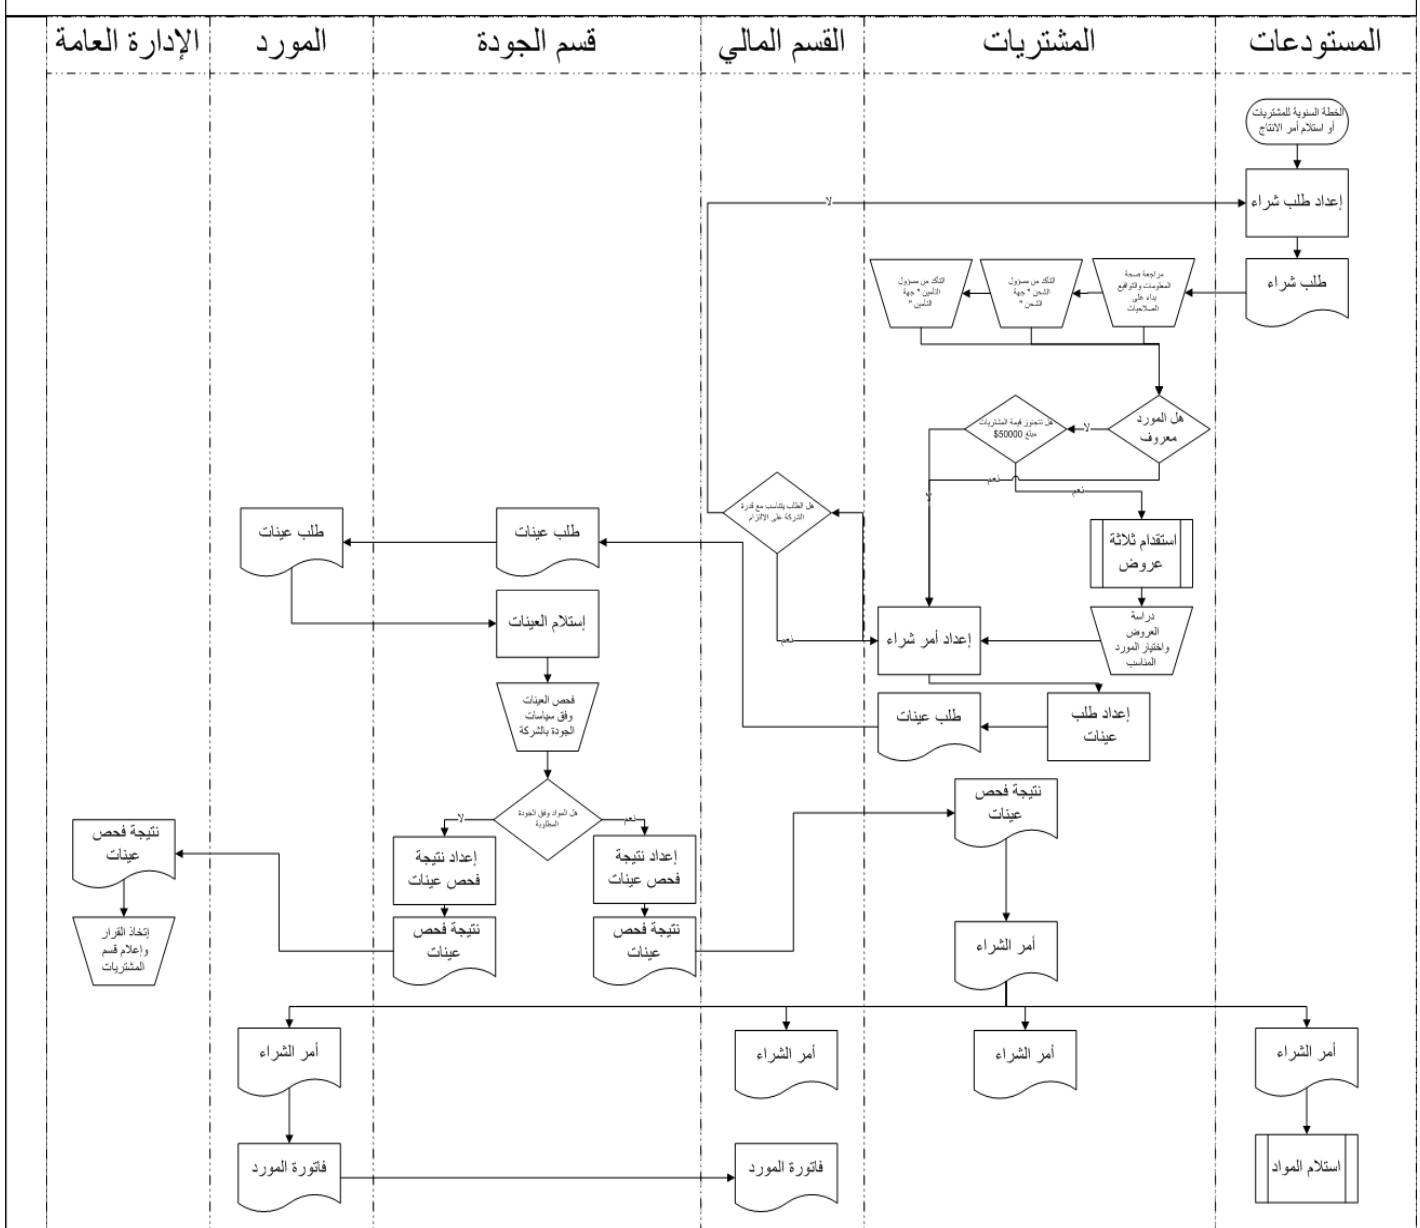 المستودعات
المشتريات
القسم المالي
قسم الجودة
المورد
الإدارة العامة
الخطة السنوية للمشتريات
أو استلام أمر الانتاج
إعداد طلب شراء
لا
طلب شراء
مراجعة صحة
المعلومات والتواقيع
بناء على
الصلاحيات
التأكد من مسؤول
الشحن " جهة
الشحن "
التأكد من مسؤول
التأمين " جهة
التأمين "
هل المورد
معروف
لا
هل تتجاوز قيمة المشتريات
مبلغ 50000$
نعم
نعم
لا
هل الطلب يتناسب مع قدرة
الشركة على الالتزام
استقدام ثلاثة
عروض
طلب عينات
طلب عينات
دراسة
العروض
واختيار المورد
المناسب
إعداد أمر شراء
نعم
إستلام العينات
إعداد طلب
عينات
طلب عينات
فحص العينات
وفق سياسات
الجودة بالشركة
هل المواد وفق الجودة
المطلوبة
نعم
لا
نتيجة فحص
عينات
إعداد نتيجة
فحص عينات
إعداد نتيجة
فحص عينات
نتيجة فحص
عينات
نتيجة فحص
عينات
نتيجة فحص
عينات
إتخاذ القرار
وإعلام قسم
المشتريات
أمر الشراء
أمر الشراء
أمر الشراء
أمر الشراء
أمر الشراء
استلام المواد
فاتورة المورد
فاتورة المورد